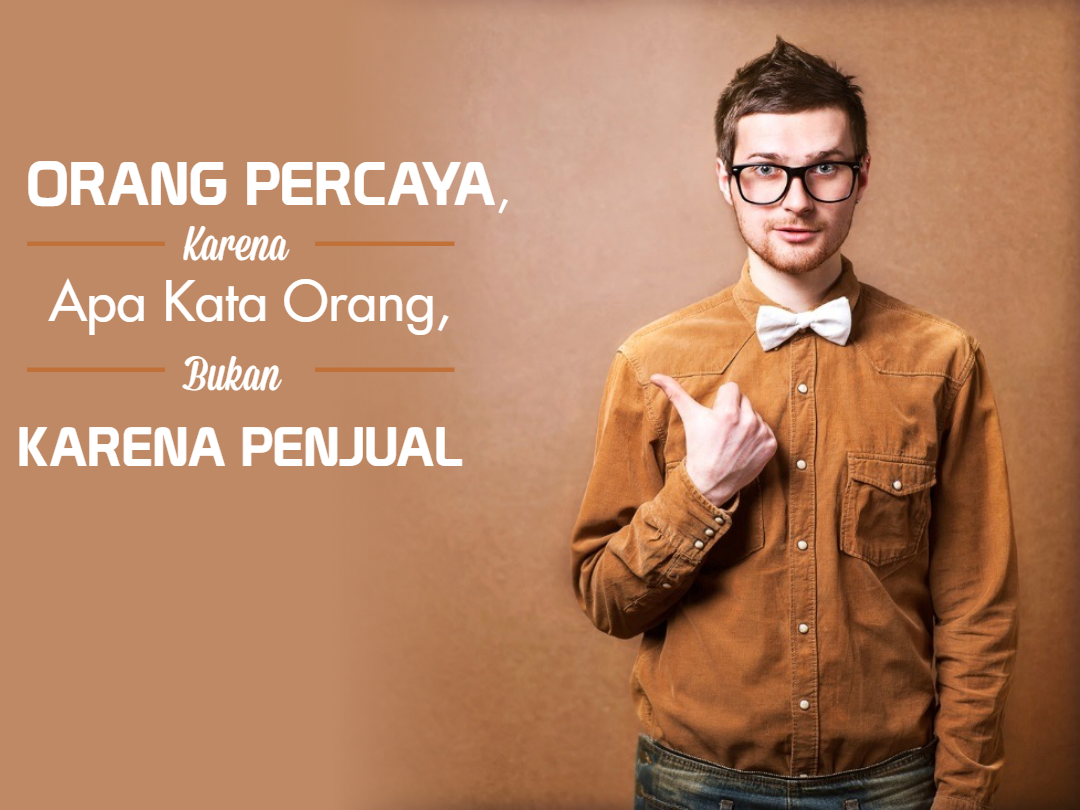 ORANG PERCAYA,
Karena
Apa Kata Orang,
Bukan
KARENA PENJUAL